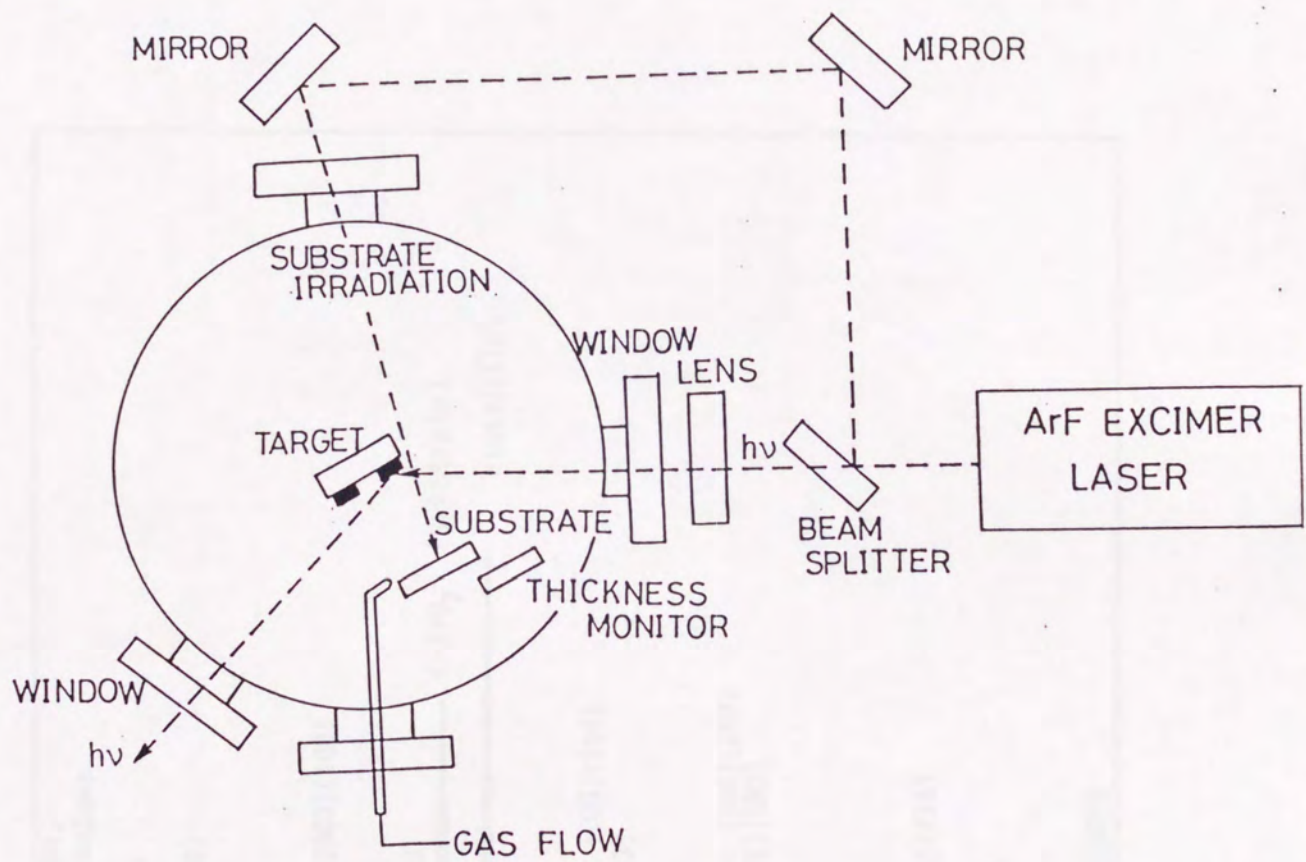 MIRROR
MIRROR
SUBSTRATE
IRRADIATION
WINDOW
LENS
hν
ArF EXCIMER
LASER
TARGET
SUBSTRATE
BEAM
SPLITTER
THICKNESS
MONITOR
WINDOW
hν
GAS FLOW